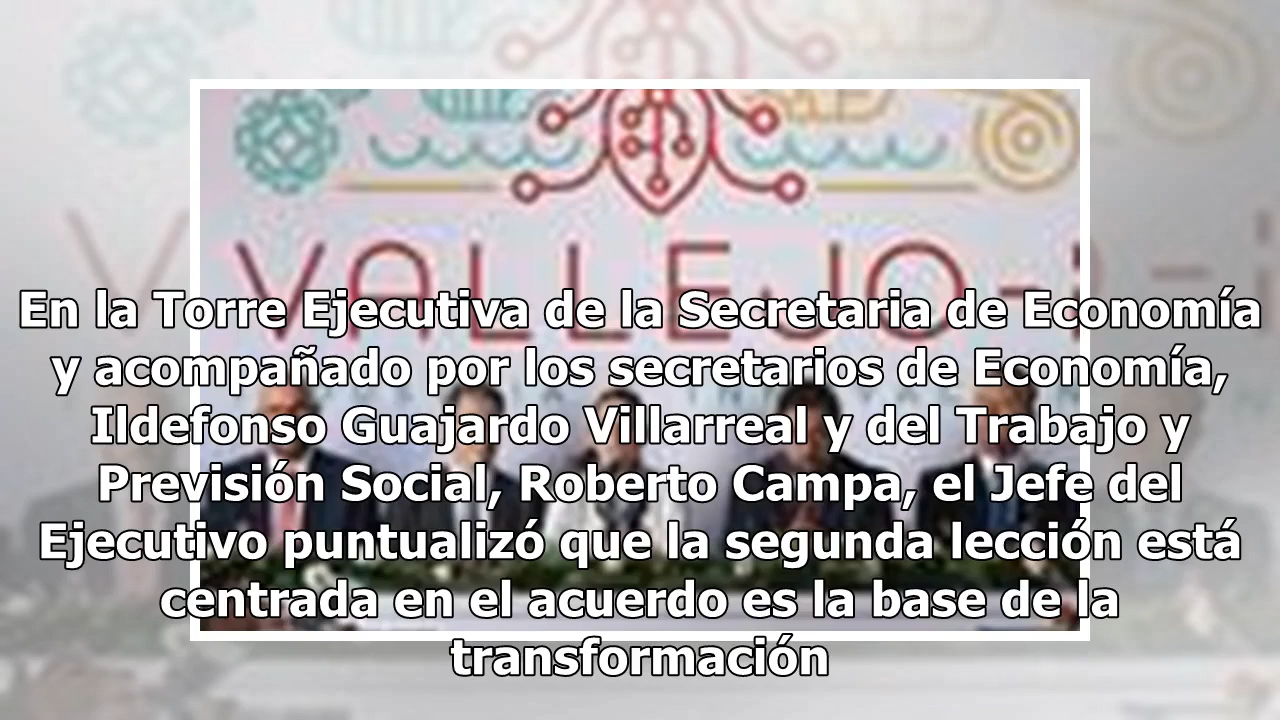 VALLEJO-i
En la Torre Ejecutiva de la Secretaria de Economía
y acompañado por los secretarios de Economía,
Ildefonso Guajardo Villarreal y del Trabajo y
Previsión Social, Roberto Campa, el Jefe del
Ejecutivo puntualizó que la segunda lección está
centrada en el acuerdo es la base de la
transformación